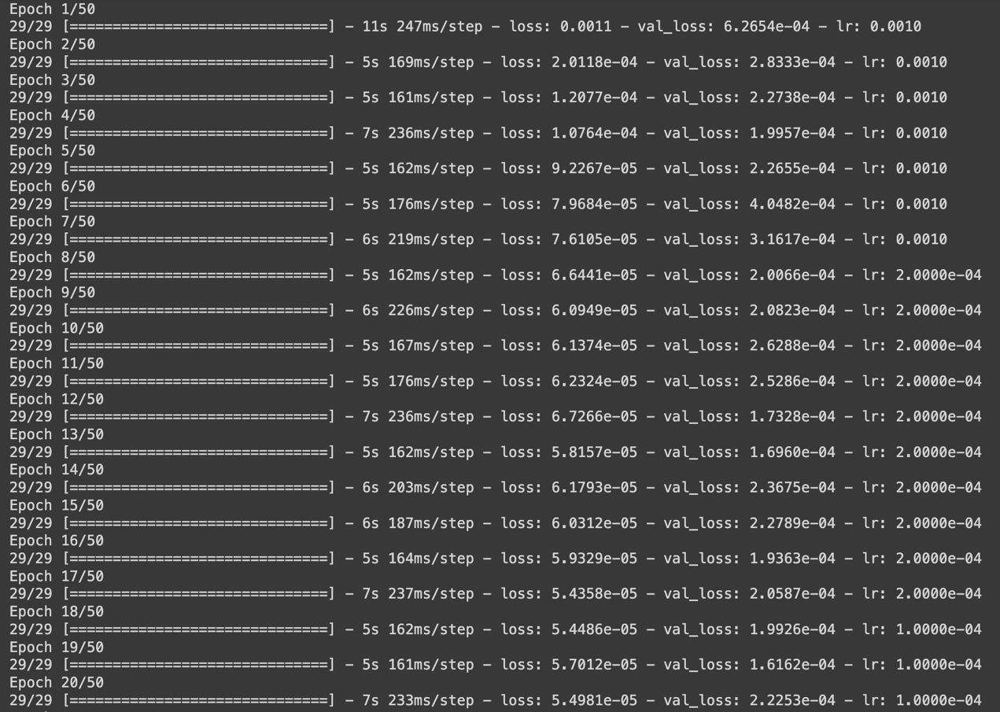 Epoch 1/50
29/29 [==============================] - 11s 247ms/step - loss: 0.0011 - val_loss: 6.2654e-04 - lr: 0.0010
Epoch 2/50
29/29 [==============================] - 5s 169ms/step - loss: 2.0118e-04 - val_loss: 2.8333e-04 - lr: 0.0010
Epoch 3/50
29/29 [==============================] - 5s 161ms/step - loss: 1.2077e-04 - val_loss: 2.2738e-04 - lr: 0.0010
Epoch 4/50
29/29 [==============================] - 7s 236ms/step - loss: 1.0764e-04 - val_loss: 1.9957e-04 - lr: 0.0010
Epoch 5/50
29/29 [==============================] - 5s 162ms/step - loss: 9.2267e-05 - val_loss: 2.2655e-04 - lr: 0.0010
Epoch 6/50
29/29 [==============================] - 5s 176ms/step - loss: 7.9684e-05 - val_loss: 4.0482e-04 - lr: 0.0010
Epoch 7/50
29/29 [==============================] - 6s 219ms/step - loss: 7.6105e-05 - val_loss: 3.1617e-04 - lr: 0.0010
Epoch 8/50
29/29 [==============================] - 5s 162ms/step - loss: 6.6441e-05 - val_loss: 2.0066e-04 - lr: 2.0000e-04
Epoch 9/50
29/29 [==============================] - 6s 226ms/step - loss: 6.0949e-05 - val_loss: 2.0823e-04 - lr: 2.0000e-04
Epoch 10/50
29/29 [==============================] - 5s 167ms/step - loss: 6.1374e-05 - val_loss: 2.6288e-04 - lr: 2.0000e-04
Epoch 11/50
29/29 [==============================] - 5s 176ms/step - loss: 6.2324e-05 - val_loss: 2.5286e-04 - lr: 2.0000e-04
Epoch 12/50
29/29 [==============================] - 7s 236ms/step - loss: 6.7266e-05 - val_loss: 1.7328e-04 - lr: 2.0000e-04
Epoch 13/50
29/29 [==============================] - 5s 162ms/step - loss: 5.8157e-05 - val_loss: 1.6960e-04 - lr: 2.0000e-04
Epoch 14/50
29/29 [==============================] - 6s 203ms/step - loss: 6.1793e-05 - val_loss: 2.3675e-04 - lr: 2.0000e-04
Epoch 15/50
29/29 [==============================] - 6s 187ms/step - loss: 6.0312e-05 - val_loss: 2.2789e-04 - lr: 2.0000e-04
Epoch 16/50
29/29 [==============================] - 5s 164ms/step - loss: 5.9329e-05 - val_loss: 1.9363e-04 - lr: 2.0000e-04
Epoch 17/50
29/29 [==============================] - 7s 237ms/step - loss: 5.4358e-05 - val_loss: 2.0587e-04 - lr: 2.0000e-04
Epoch 18/50
29/29 [==============================] - 5s 162ms/step - loss: 5.4486e-05 - val_loss: 1.9926e-04 - lr: 1.0000e-04
Epoch 19/50
29/29 [==============================] - 5s 161ms/step - loss: 5.7012e-05 - val_loss: 1.6162e-04 - lr: 1.0000e-04
Epoch 20/50
29/29 [==============================] - 7s 233ms/step - loss: 5.4981e-05 - val_loss: 2.2253e-04 - lr: 1.0000e-04